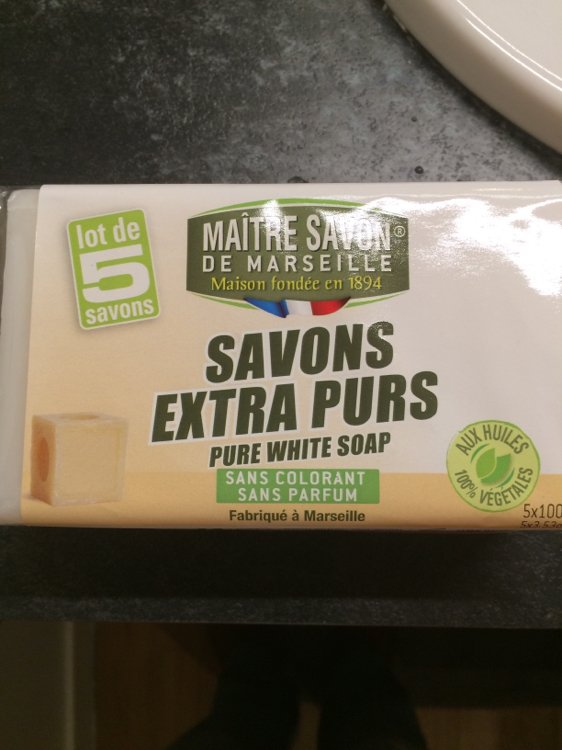 lot de
5
savons
MAÎTRE SAVON®
DE MARSEILLE
Maison fondée en 1894
SAVONS
EXTRA PURS
PURE WHITE SOAP
SANS COLORANT
SANS PARFUM
Fabriqué à Marseille
AUX HUILES
100% VÉGÉTALES
5x100